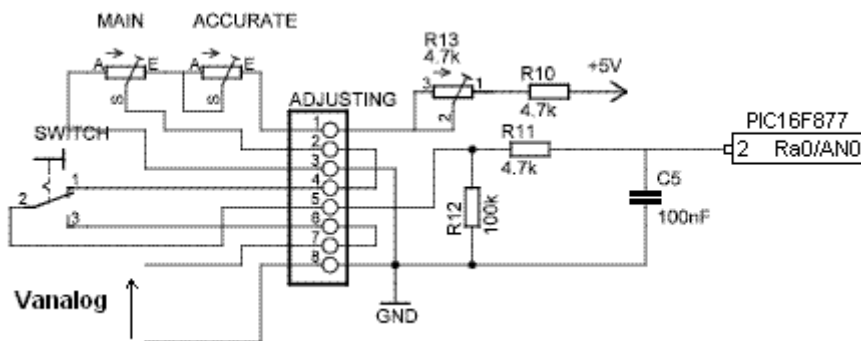 MAIN ACCURATE
A E A E
S S
R13
4.7k
3 1
2
R10
4.7k
+5V
ADJUSTING
1
2
3
4
5
6
7
8
SWITCH
1
2
3
R11
4.7k
PIC16F877
2 Ra0/AN0
R12
100k
C5
100nF
Vanalog
GND